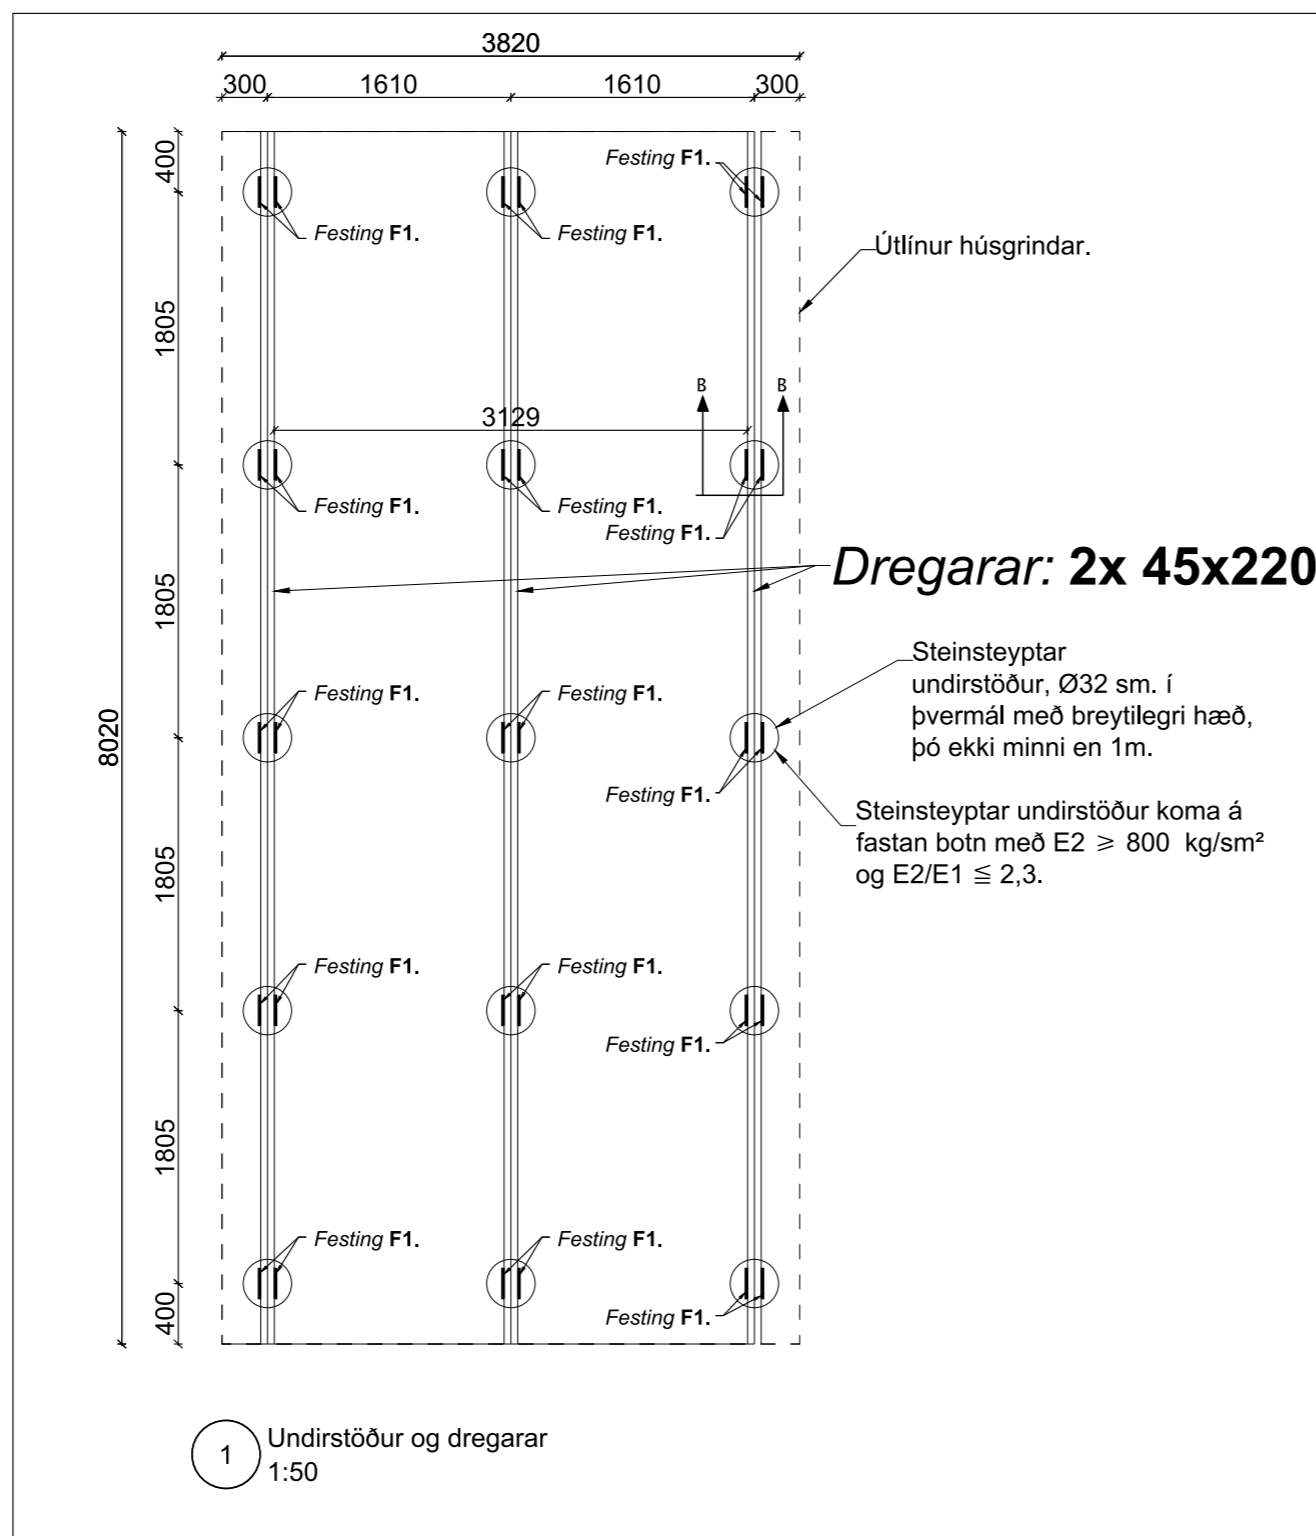 3820
300 1610 1610 300
400
Festing F1.
Festing F1. Festing F1.
Útlínur húsgrindar.
1805
B B
3129
Festing F1. Festing F1.
Festing F1.
Dregarar: 2x 45x220
1805
Steinsteyptar
undirstöður, Ø32 sm. í
þvermál með breytilegri hæð,
þó ekki minni en 1m.
Festing F1. Festing F1.
8020
Festing F1.
Steinsteyptar undirstöður koma á
fastan botn með E2 ≥ 800 kg/sm²
og E2/E1 ≦ 2,3.
1805
Festing F1. Festing F1.
Festing F1.
1805
Festing F1. Festing F1.
400
Festing F1.
1 Undirstöður og dregarar
1:50